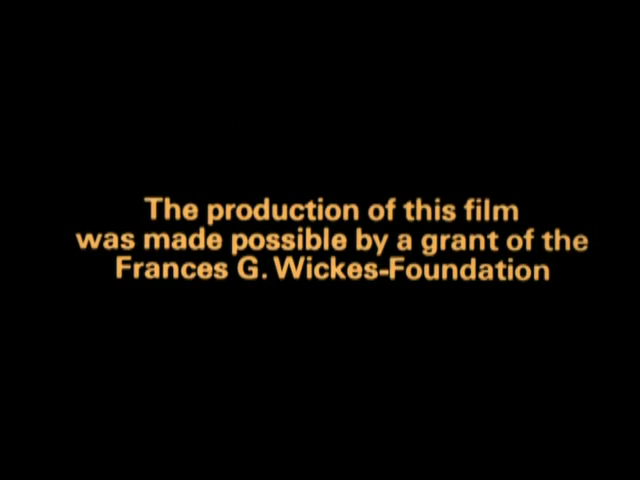 The production of this film
was made possible by a grant of the
Frances G. Wickes-Foundation